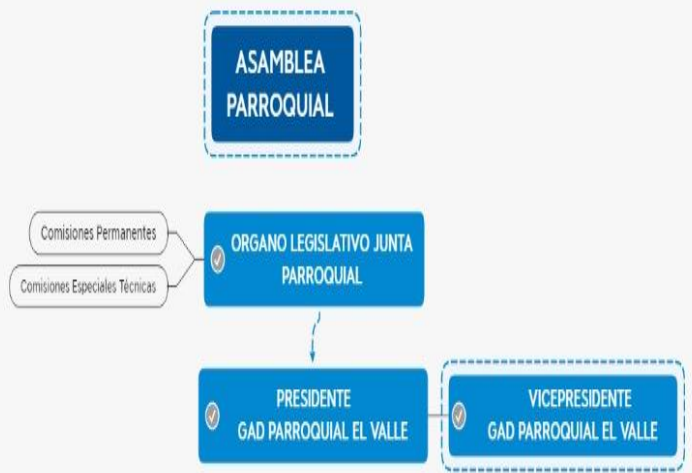 ASAMBLEA
PARROQUIAL
Comisiones Permanentes
Comisiones Especiales Técnicas
ORGANO LEGISLATIVO JUNTA
PARROQUIAL
PRESIDENTE
GAD PARROQUIAL EL VALLE
VICEPRESIDENTE
GAD PARROQUIAL EL VALLE